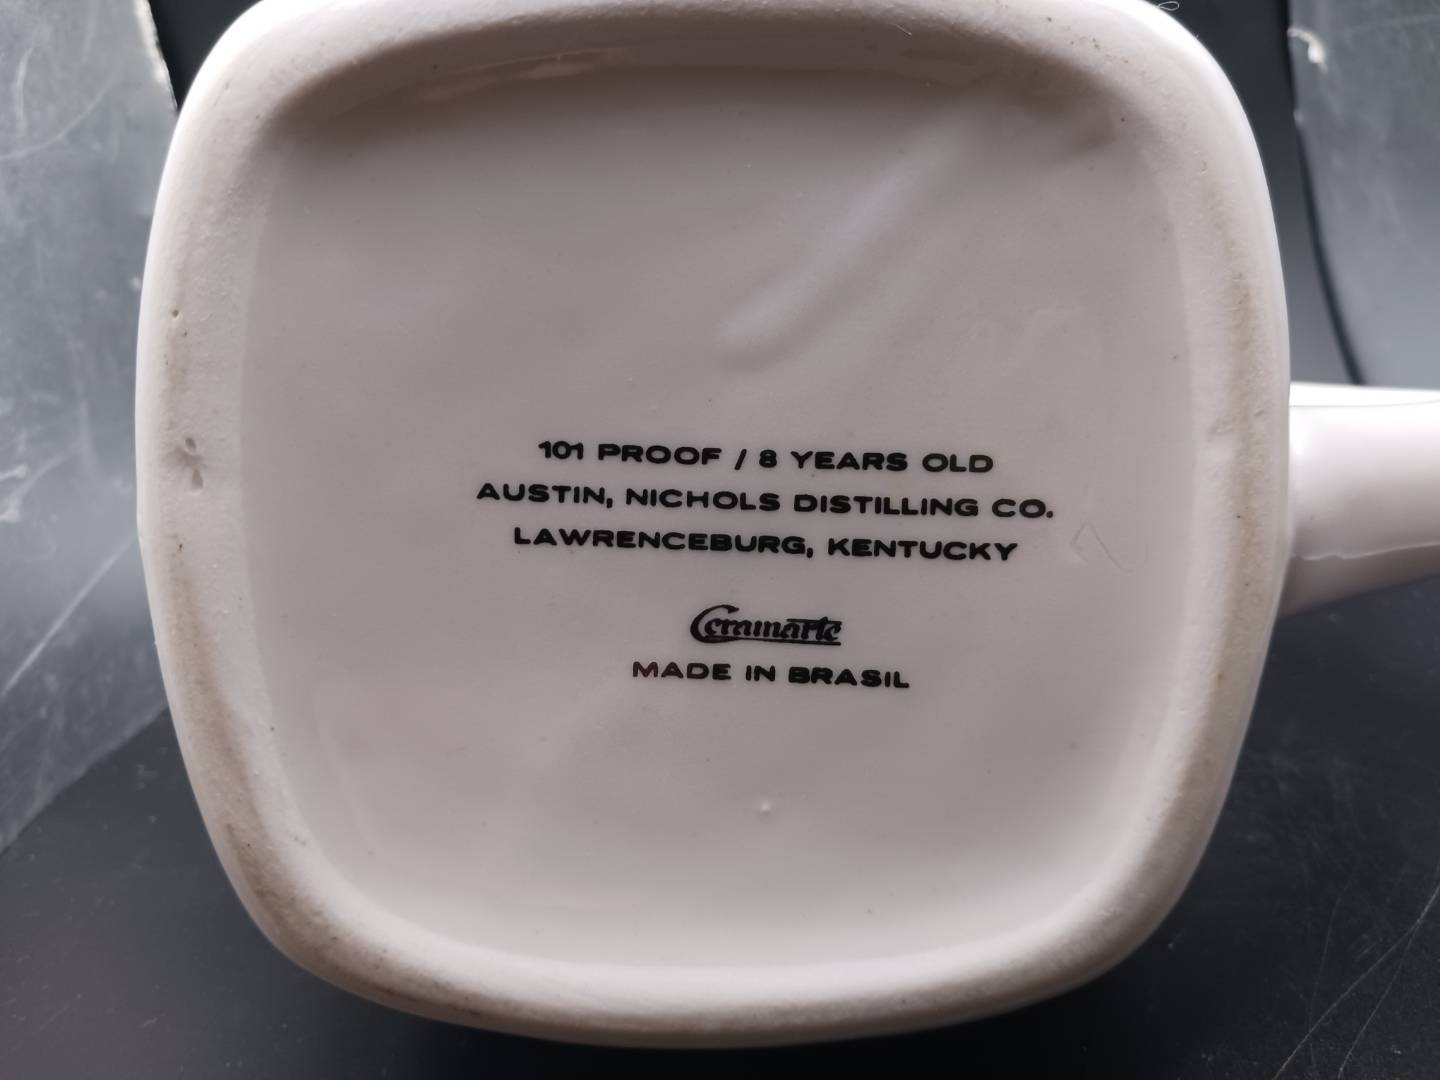 101 PROOF / 8 YEARS OLD
AUSTIN, NICHOLS DISTILLING CO.
LAWRENCEBURG, KENTUCKY
Ceramarte
MADE IN BRASIL